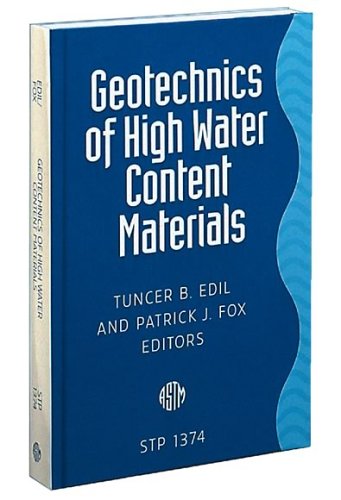 Geotechnics
of High Water
Content
Materials
TUNCER B. EDIL
AND PATRICK J. FOX
EDITORS
ASTM
STP 1374
EDIL/
FOX
GEOTECHNICS OF HIGH WATER
CONTENT MATERIALS
STP
1374